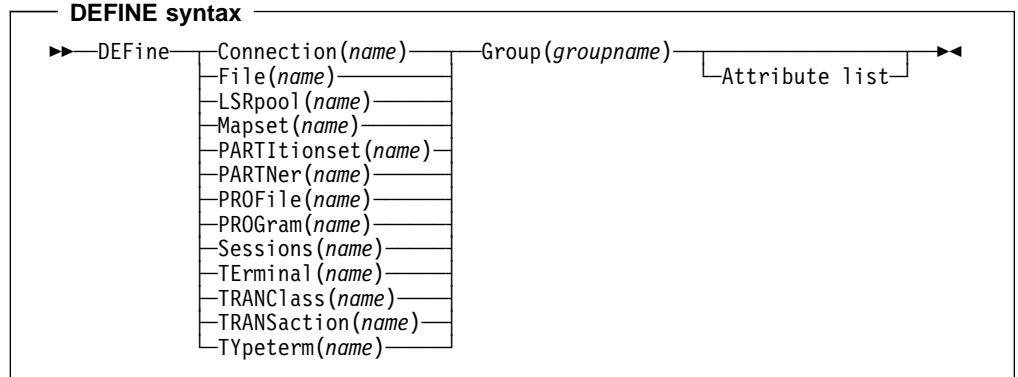 DEFINE syntax
►►──DEFine──Connection(name)──Group(groupname)──►◄
File(name) Attribute list
LSRpool(name)
Mapset(name)
PARTItionset(name)
PARTNer(name)
PROFile(name)
PROGram(name)
Sessions(name)
TErminal(name)
TRANClass(name)
TRANSaction(name)
TYpeterm(name)